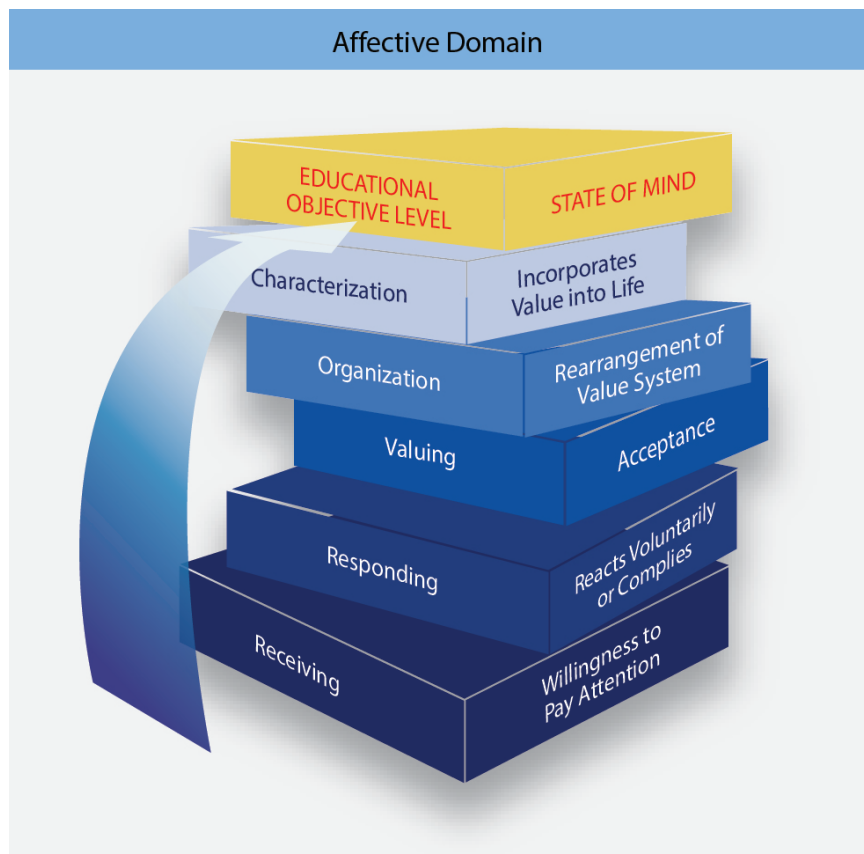 Affective Domain
EDUCATIONAL
OBJECTIVE LEVEL
STATE OF MIND
Characterization
Incorporates
Value into Life
Organization
Rearrangement of
Value System
Valuing
Acceptance
Responding
Reacts Voluntarily
or Complies
Receiving
Willingness to
Pay Attention